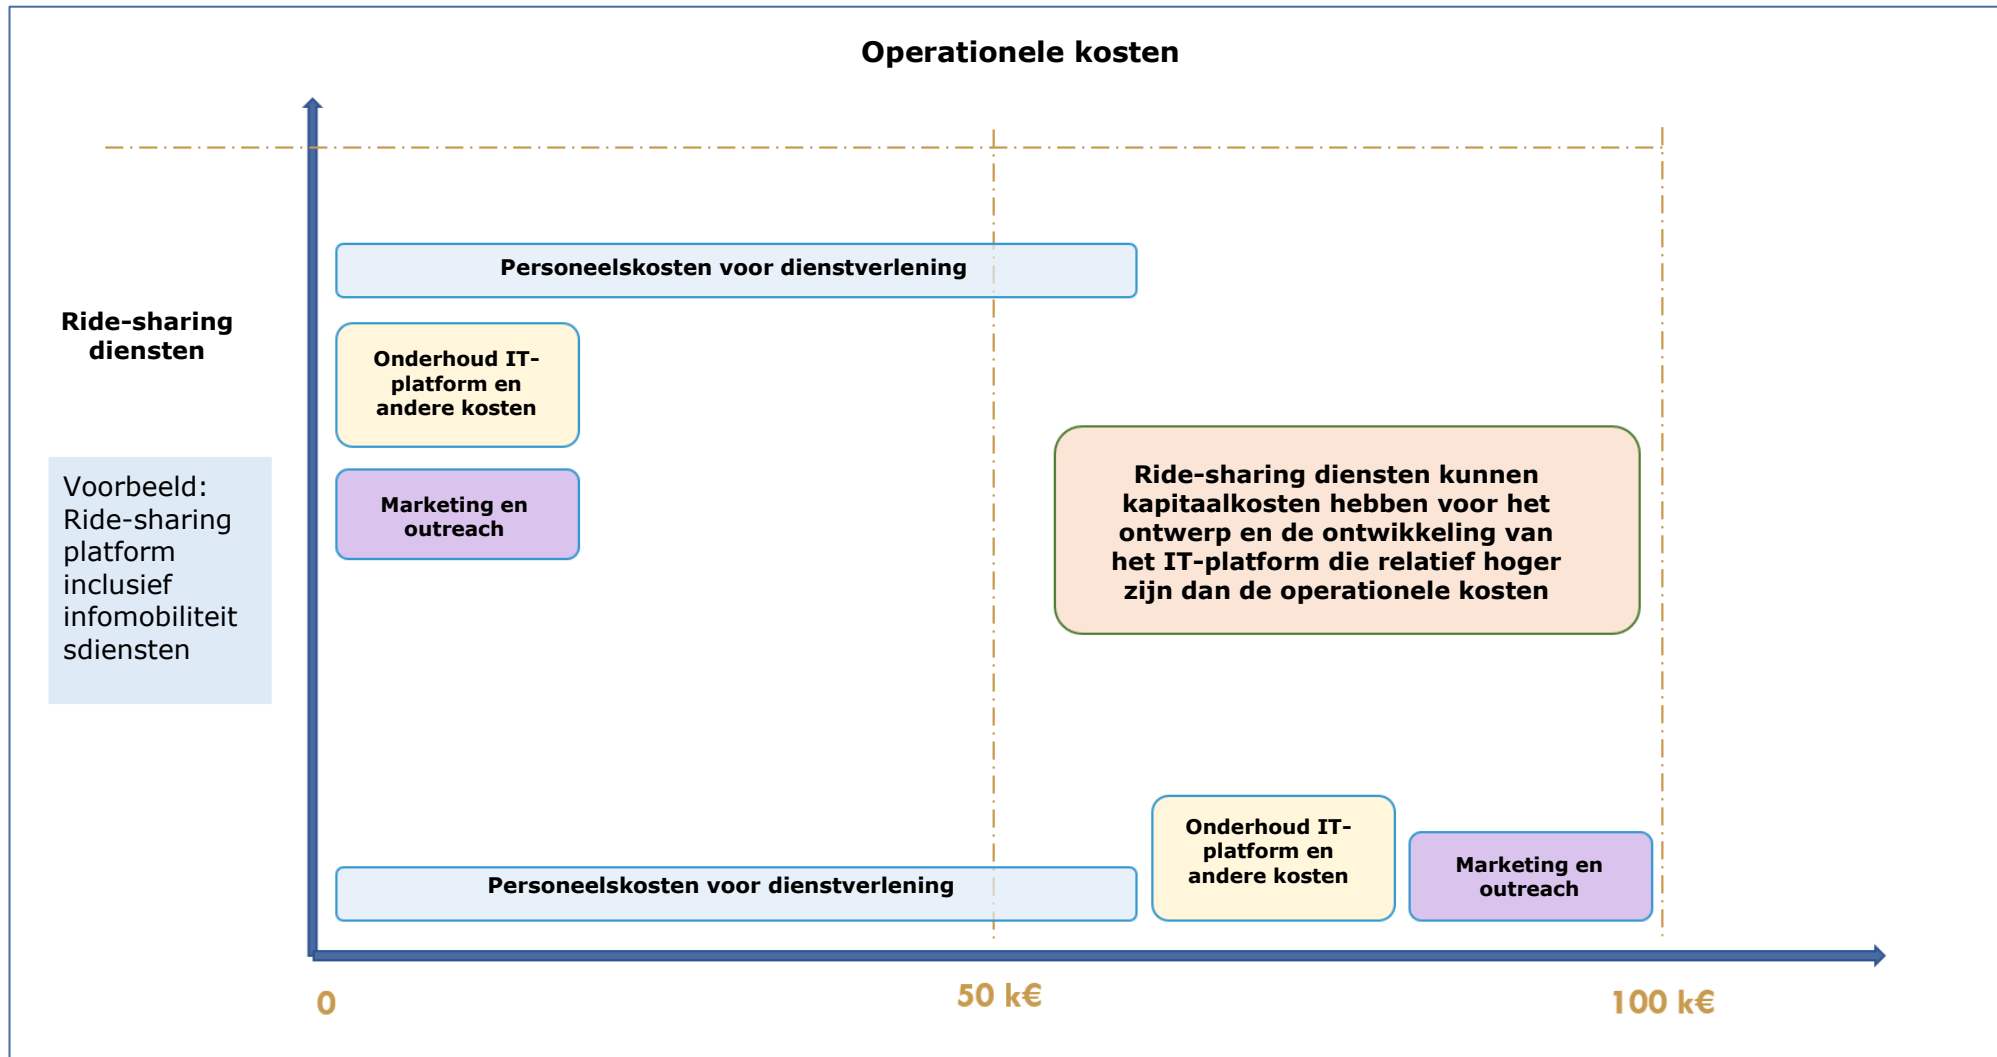 Operationele kosten
Personeelskosten voor dienstverlening
Ride-sharing
diensten
Onderhoud IT-
platform en
andere kosten
Marketing en
outreach
Voorbeeld:
Ride-sharing
platform
inclusief
infomobiliteit
sdiensten
Ride-sharing diensten kunnen
kapitaalkosten hebben voor het
ontwerp en de ontwikkeling van
het IT-platform die relatief hoger
zijn dan de operationele kosten
Personeelskosten voor dienstverlening
Onderhoud IT-
platform en
andere kosten
Marketing en
outreach
0
50 k€
100 k€